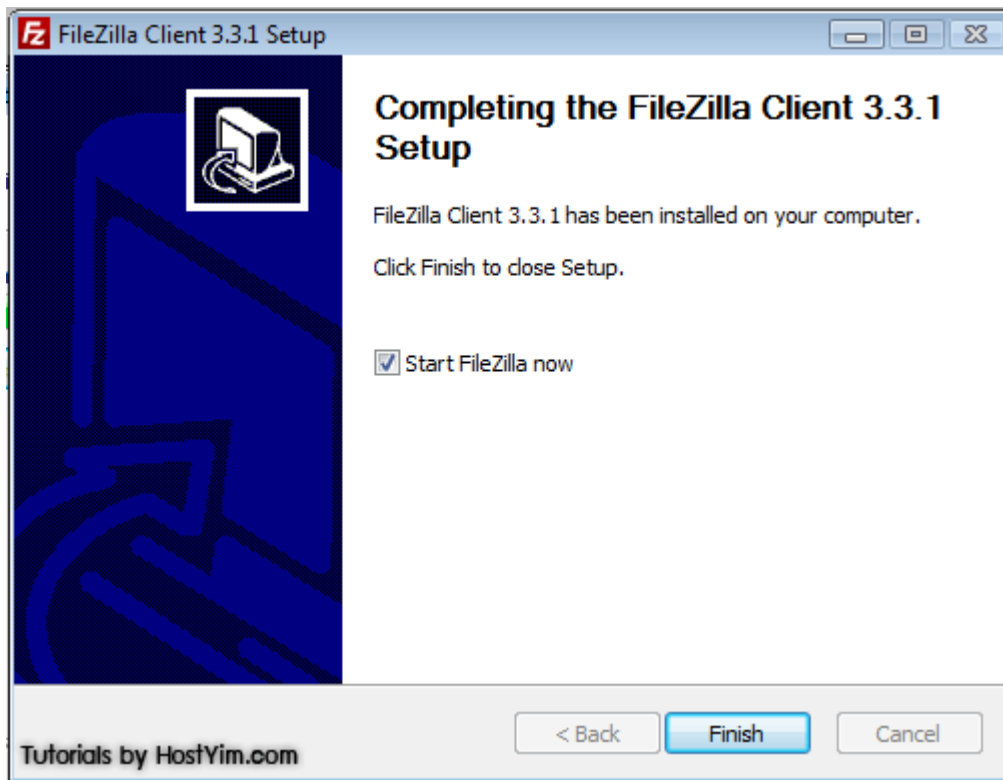 FileZilla Client 3.3.1 Setup
Completing the FileZilla Client 3.3.1
Setup
FileZilla Client 3.3.1 has been installed on your computer.
Click Finish to close Setup.
Start FileZilla now
< Back
Finish
Cancel
Tutorials by HostYim.com